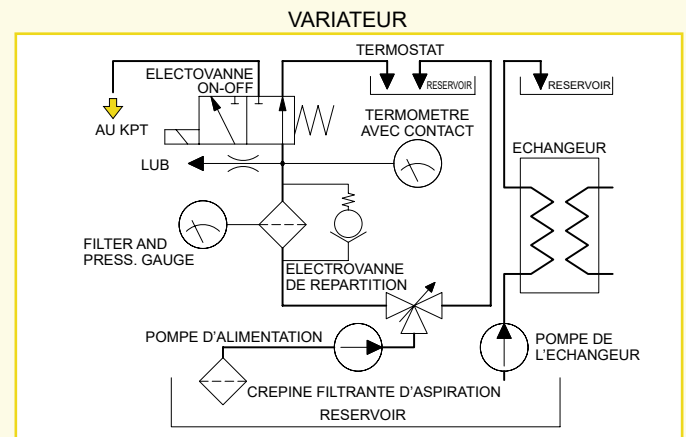 VARIATEUR
TERMOSTAT
ELECTOVANNE
ON-OFF
RESERVOIR
RESERVOIR
AU KPT
TERMOMETRE
AVEC CONTACT
ECHANGEUR
LUB
FILTER AND
PRESS. GAUGE
ELECTROVANNE
DE REPARTITION
POMPE D'ALIMENTATION
POMPE DE
L'ECHANGEUR
CREPINE FILTRANTE D'ASPIRATION
RESERVOIR